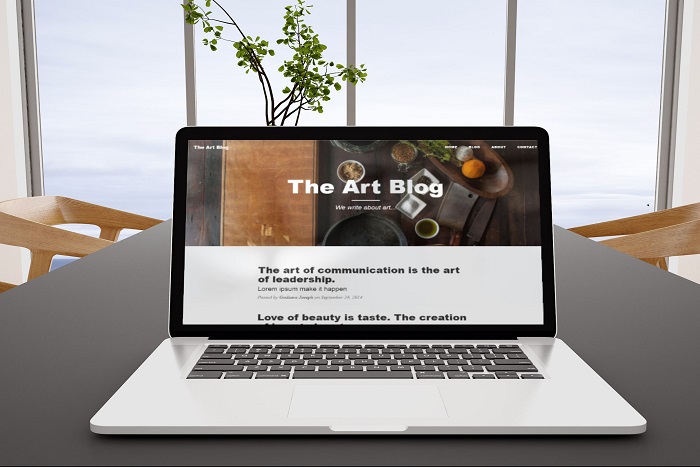 The Art Blog
HOME BLOG ABOUT CONTACT
The Art Blog
We write about art..
The art of communication is the art
of leadership.
Lorem ipsum make it happen
Posted by Giuliano Joseph on September 24, 2024
Love of beauty is taste. The creation